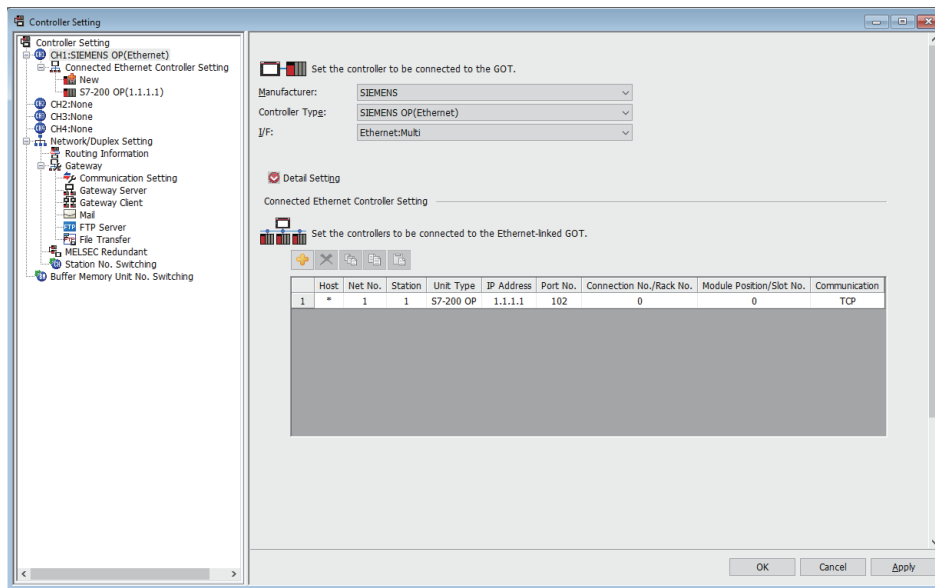 Controller Setting
Controller Setting
CH1:SIEMENS OP(Ethernet)
Connected Ethernet Controller Setting
New
S7-200 OP(1.1.1.1)
CH2:None
CH3:None
CH4:None
Network/Duplex Setting
Routing Information
Gateway
Communication Setting
Gateway Server
Gateway Client
Mail
FTP Server
File Transfer
MELSEC Redundant
Station No. Switching
Buffer Memory Unit No. Switching
Set the controller to be connected to the GOT.
Manufacturer: SIEMENS
Controller Type: SIEMENS OP(Ethernet)
I/F: Ethernet:Multi
Detail Setting
Connected Ethernet Controller Setting
Set the controllers to be connected to the Ethernet-linked GOT.
Host Net No. Station Unit Type IP Address Port No. Connection No./Rack No. Module Position/Slot No. Communication
1 * 1 1 S7-200 OP 1.1.1.1 102 0 0 TCP
OK Cancel Apply